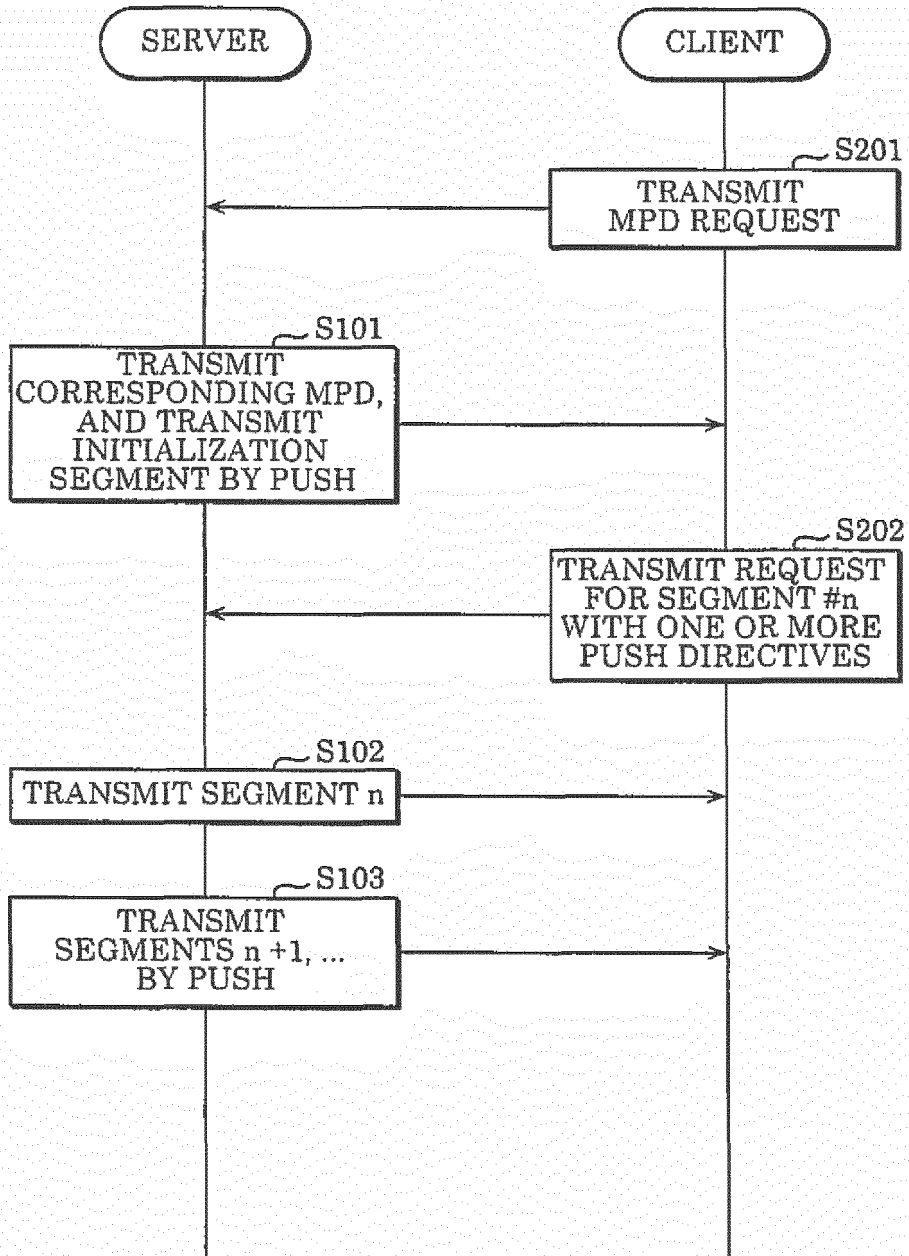 SERVER
CLIENT
S201
TRANSMIT
MPD REQUEST
S101
TRANSMIT
CORRESPONDING MPD,
AND TRANSMIT
INITIALIZATION
SEGMENT BY PUSH
S202
TRANSMIT REQUEST
FOR SEGMENT #n
WITH ONE OR MORE
PUSH DIRECTIVES
S102
TRANSMIT SEGMENT n
S103
TRANSMIT
SEGMENTS n +1, ...
BY PUSH